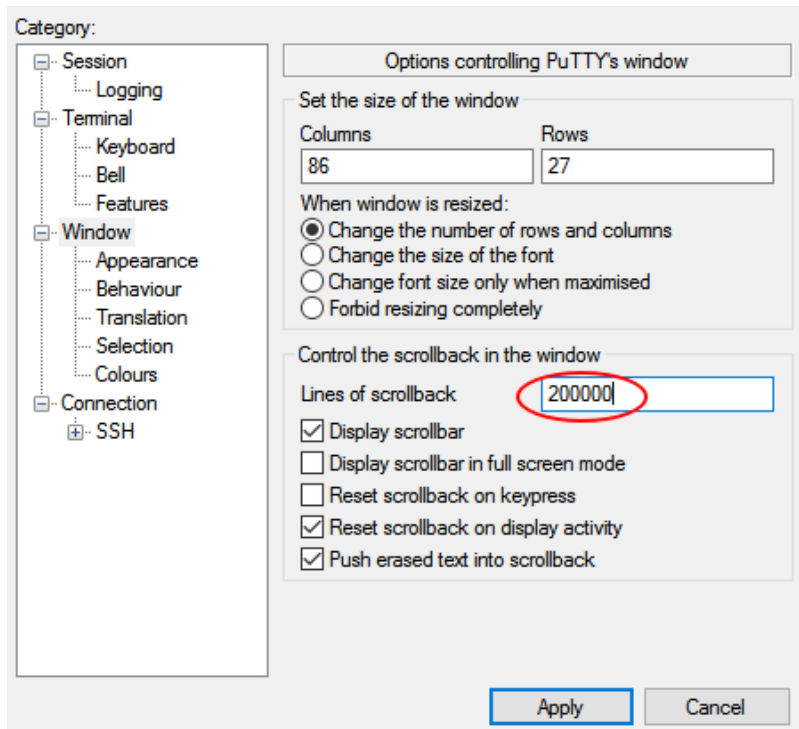 Category:
Session
Logging
Terminal
Keyboard
Bell
Features
Window
Appearance
Behaviour
Translation
Selection
Colours
Connection
SSH
Options controlling PuTTY's window
Set the size of the window
Columns Rows
86 27
When window is resized:
Change the number of rows and columns
Change the size of the font
Change font size only when maximised
Forbid resizing completely
Control the scrollback in the window
Lines of scrollback 200000
Display scrollbar
Display scrollbar in full screen mode
Reset scrollback on keypress
Reset scrollback on display activity
Push erased text into scrollback
Apply Cancel